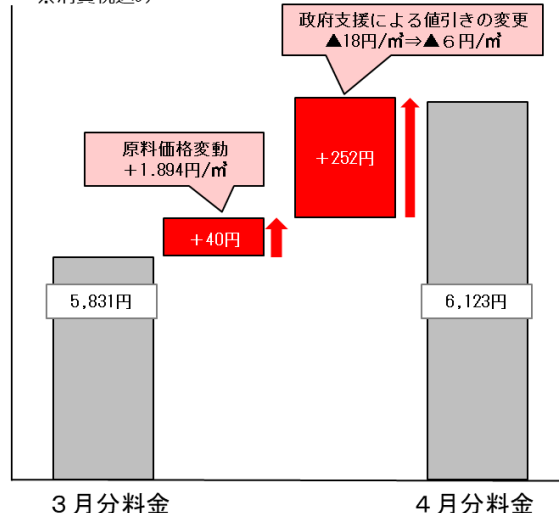 政府支援による値引きの変更
▲18円/㎥⇒▲6円/㎥
原料価格変動
+1.894円/㎥
+252円
+40円
5,831円
6,123円
3月分料金
4月分料金